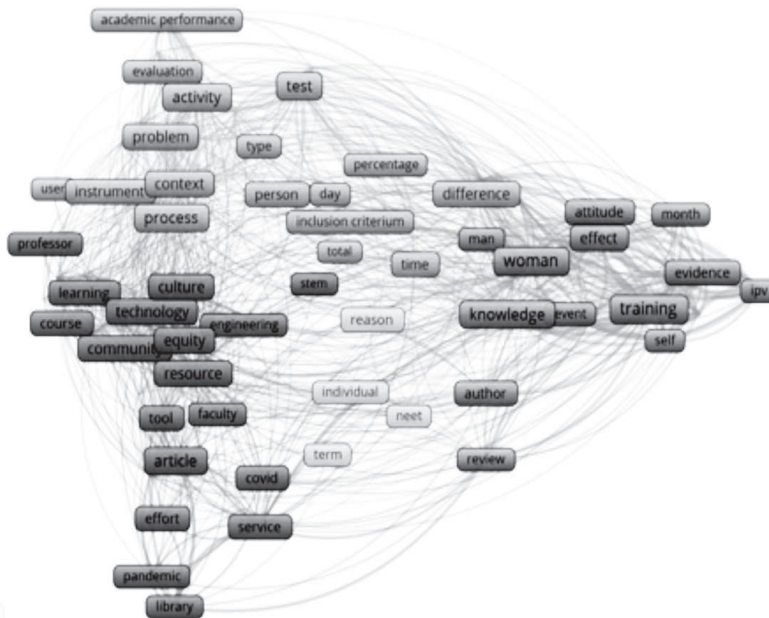 academic performance
evaluation
activity
test
problem
type
percentage
user
instrument
context
person
day
difference
process
inclusion criterium
attitude
month
professor
man
effect
total
woman
time
evidence
stem
learning
culture
ipv
technology
knowledge
event
training
course
engineering
reason
community
equity
self
resource
individual
author
tool
faculty
neet
article
term
review
covid
effort
service
pandemic
library